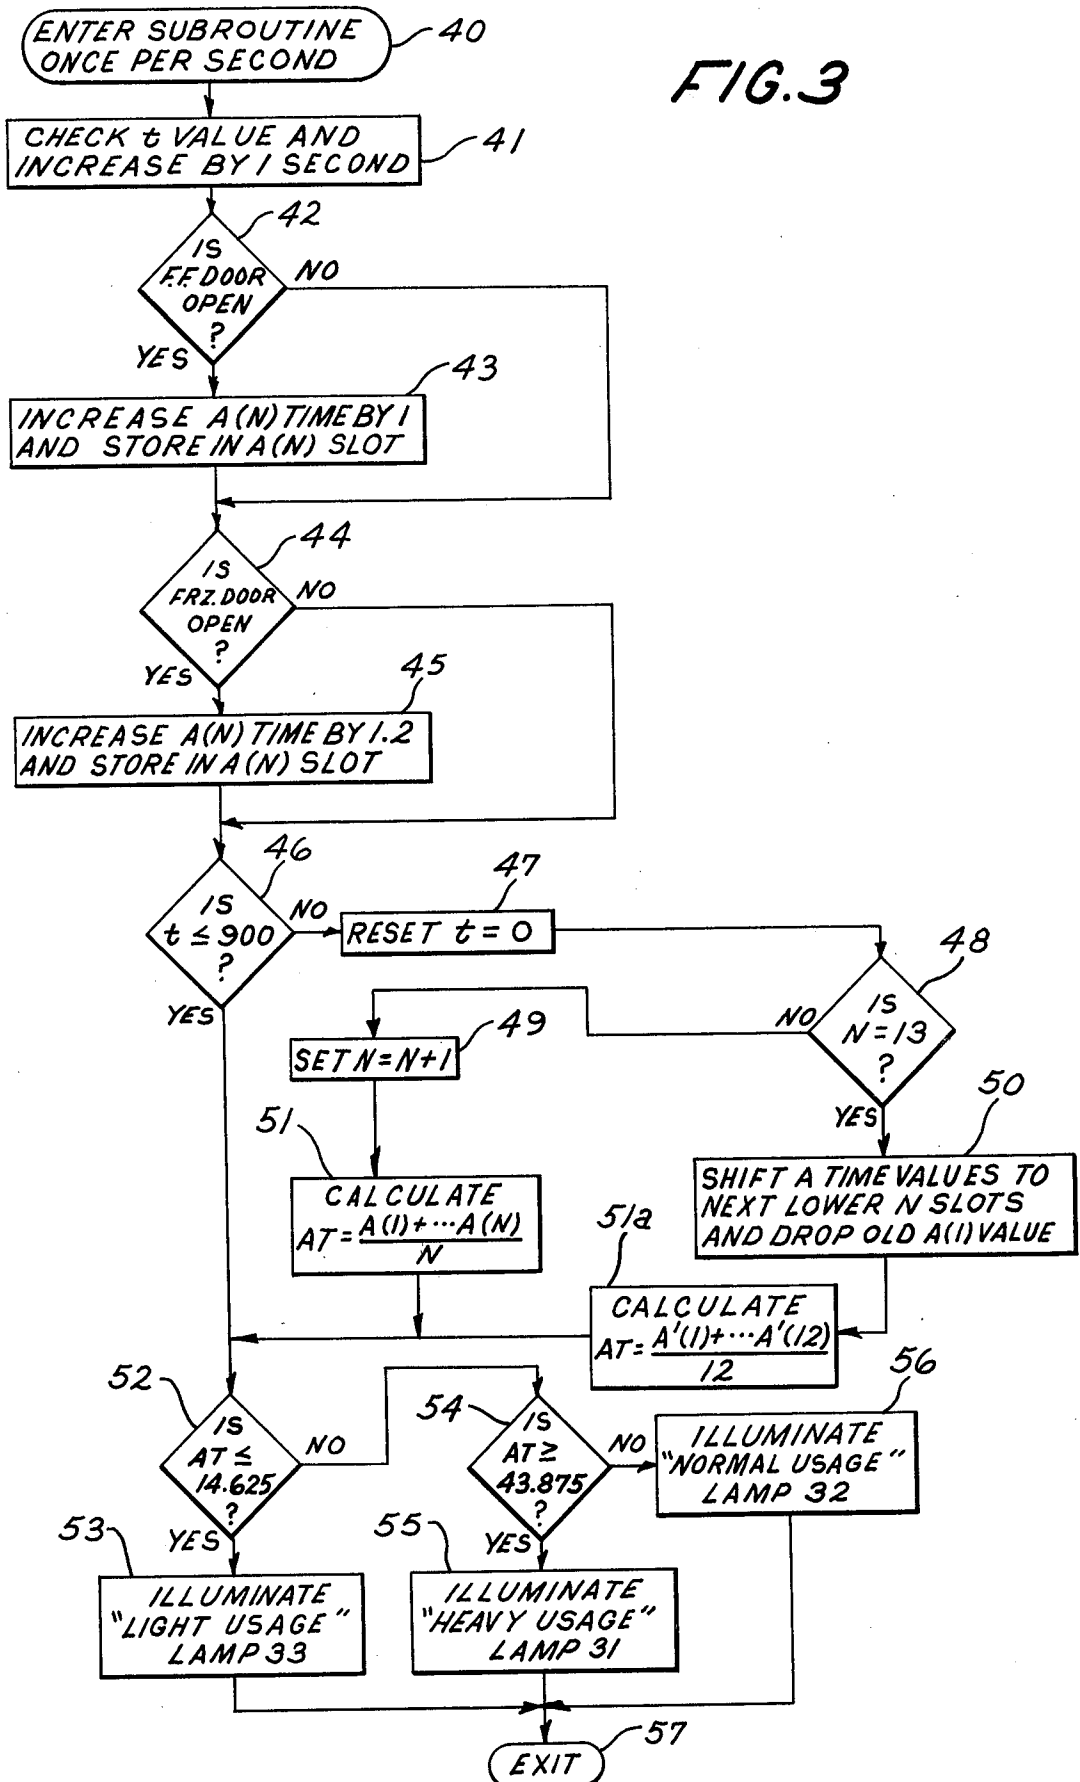 ENTER SUBROUTINE
ONCE PER SECOND
40
FIG.3
CHECK t VALUE AND
INCREASE BY 1 SECOND
41
42
IS
F.F. DOOR
OPEN
?
NO
YES
43
INCREASE A(N) TIME BY 1
AND STORE IN A(N) SLOT
44
IS
FRZ. DOOR
OPEN
?
NO
YES
45
INCREASE A(N) TIME BY 1.2
AND STORE IN A(N) SLOT
46
IS
t ≤ 900
?
NO
YES
47
RESET t = 0
48
IS
N = 13
?
NO
YES
49
SET N = N+1
50
SHIFT A TIME VALUES TO
NEXT LOWER N SLOTS
AND DROP OLD A(1) VALUE
51
CALCULATE
AT = A(1) + ··· A(N)
N
51a
CALCULATE
AT = A'(1) + ··· A'(12)
12
52
IS
AT ≤
14.625
?
NO
YES
54
IS
AT ≥
43.875
?
NO
YES
56
ILLUMINATE
"NORMAL USAGE"
LAMP 32
53
ILLUMINATE
"LIGHT USAGE"
LAMP 33
55
ILLUMINATE
"HEAVY USAGE"
LAMP 31
57
EXIT